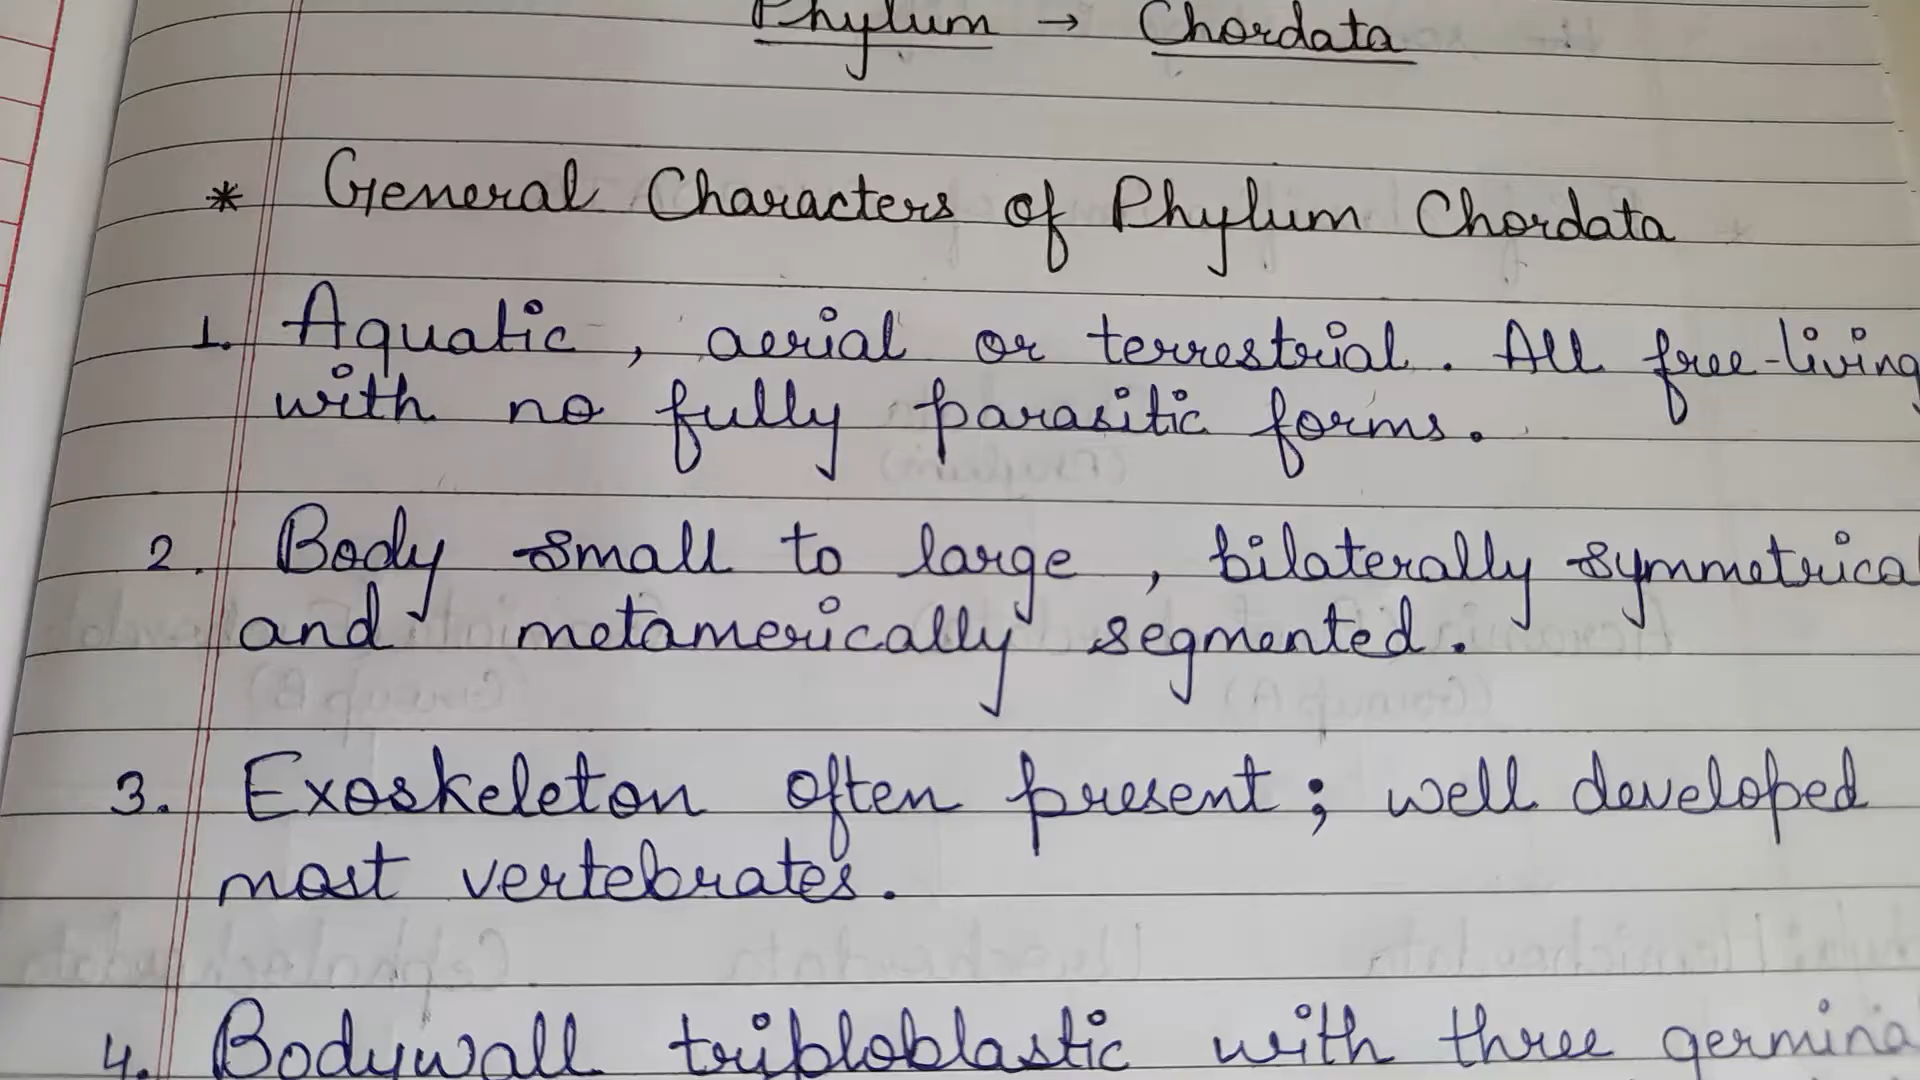 Phylum → Chordata
* General Characters of Phylum Chordata
1. Aquatic, aerial or terrestrial. All free-living
with no fully parasitic forms.
2. Body small to large, bilaterally symmetrical
and metamerically segmented.
3. Exoskeleton often present; well developed
most vertebrates.
4. Bodywall triploblastic with three germina